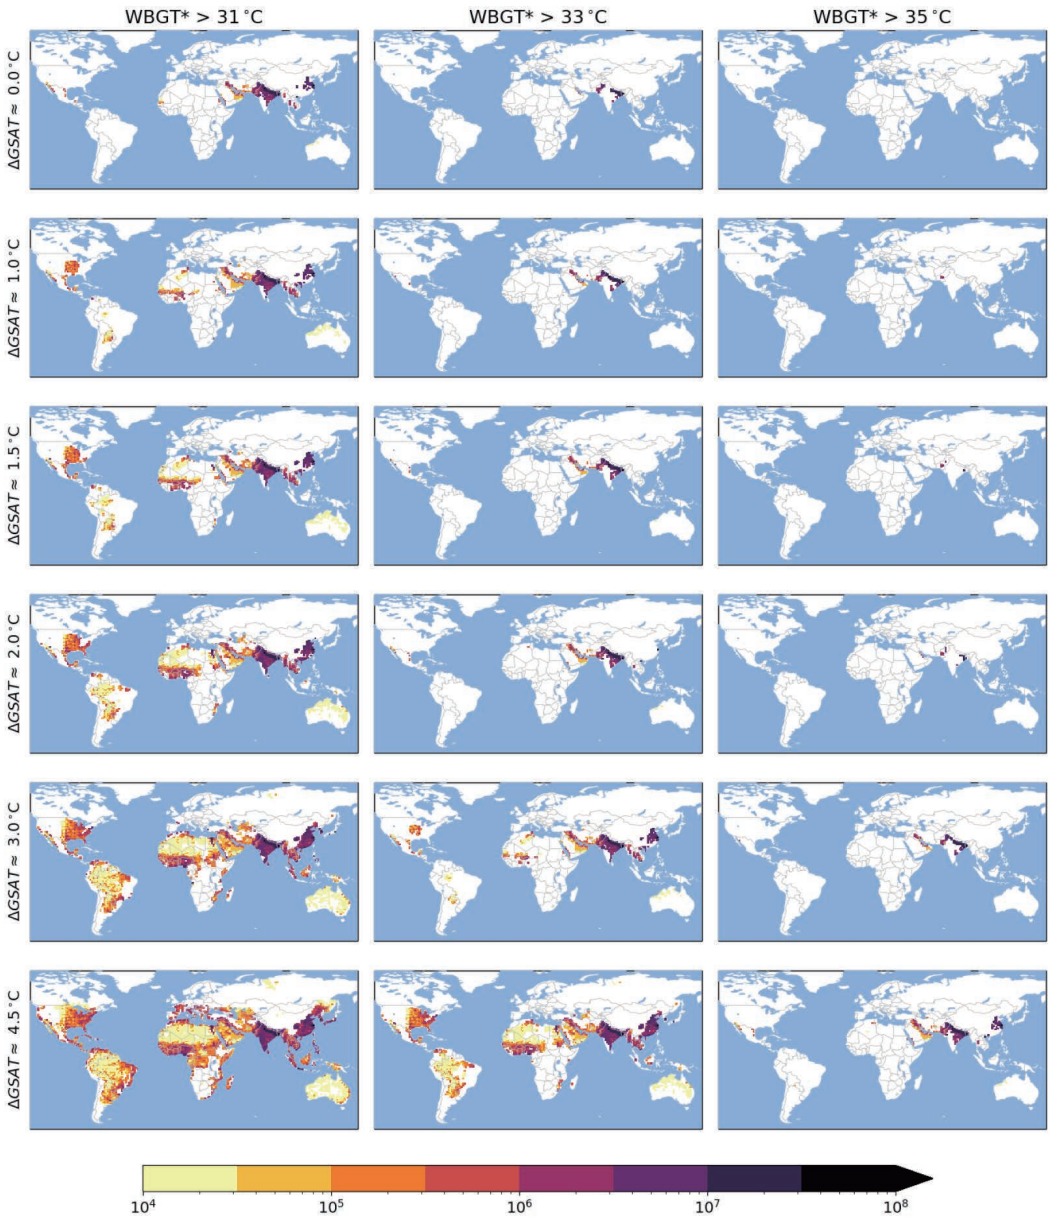 WBGT* > 31 °C WBGT* > 33 °C WBGT* > 35 °C
ΔGSAT ≈ 0.0 °C
ΔGSAT ≈ 1.0 °C
ΔGSAT ≈ 1.5 °C
ΔGSAT ≈ 2.0 °C
ΔGSAT ≈ 3.0 °C
ΔGSAT ≈ 4.5 °C
10⁴ 10⁵ 10⁶ 10⁷ 10⁸